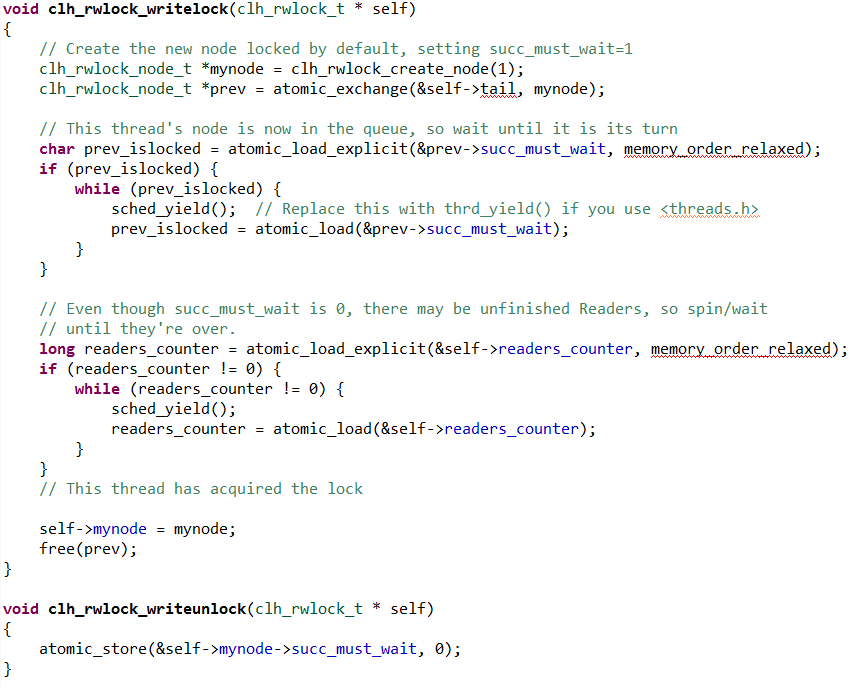 void clh_rwlock_writelock(clh_rwlock_t * self)
{
    // Create the new node locked by default, setting succ_must_wait=1
    clh_rwlock_node_t *mynode = clh_rwlock_create_node(1);
    clh_rwlock_node_t *prev = atomic_exchange(&self->tail, mynode);

    // This thread's node is now in the queue, so wait until it is its turn
    char prev_islocked = atomic_load_explicit(&prev->succ_must_wait, memory_order_relaxed);
    if (prev_islocked) {
        while (prev_islocked) {
            sched_yield();  // Replace this with thrd_yield() if you use <threads.h>
            prev_islocked = atomic_load(&prev->succ_must_wait);
        }
    }

    // Even though succ_must_wait is 0, there may be unfinished Readers, so spin/wait
    // until they're over.
    long readers_counter = atomic_load_explicit(&self->readers_counter, memory_order_relaxed);
    if (readers_counter != 0) {
        while (readers_counter != 0) {
            sched_yield();
            readers_counter = atomic_load(&self->readers_counter);
        }
    }
    // This thread has acquired the lock

    self->mynode = mynode;
    free(prev);
}

void clh_rwlock_writeunlock(clh_rwlock_t * self)
{
    atomic_store(&self->mynode->succ_must_wait, 0);
}